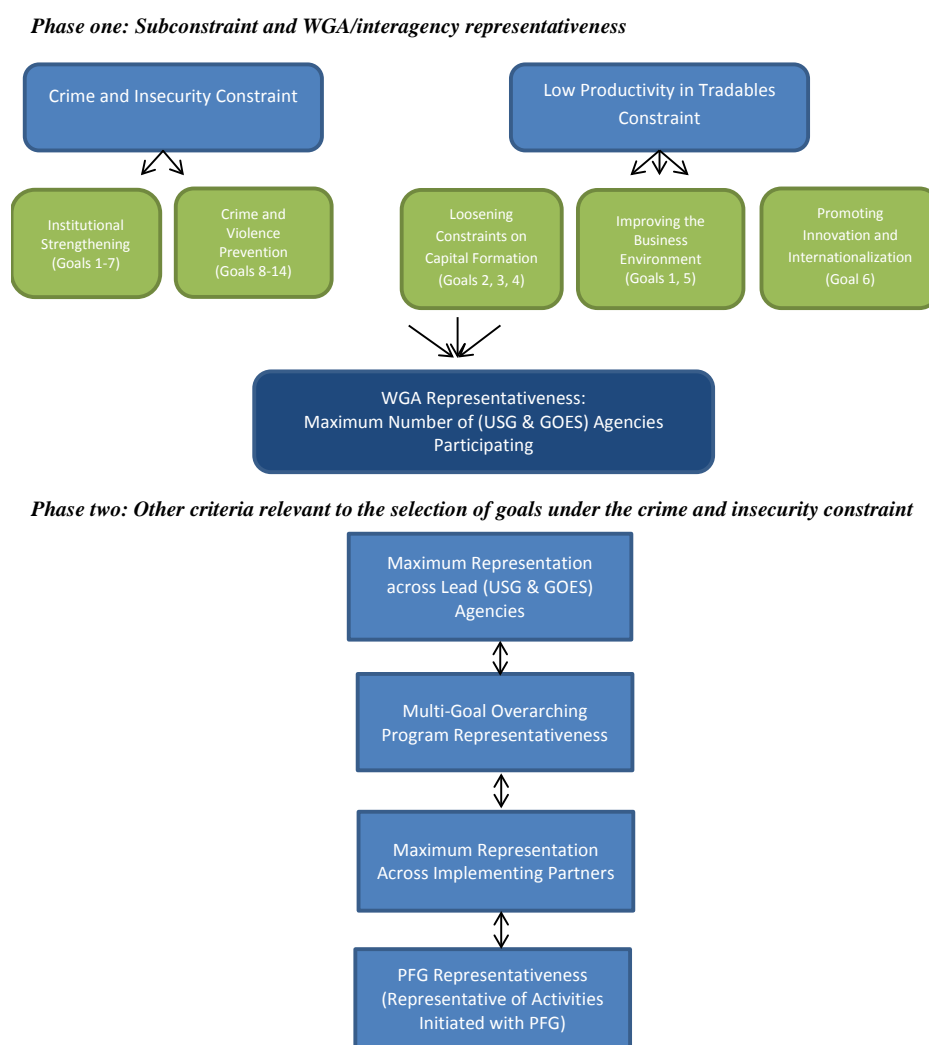 Phase one: Subconstraint and WGA/interagency representativeness
Crime and Insecurity Constraint
Low Productivity in Tradables
Constraint
Institutional
Strengthening
(Goals 1-7)
Crime and
Violence
Prevention
(Goals 8-14)
Loosening
Constraints on
Capital Formation
(Goals 2, 3, 4)
Improving the
Business
Environment
(Goals 1, 5)
Promoting
Innovation and
Internationalization
(Goal 6)
WGA Representativeness:
Maximum Number of (USG & GOES) Agencies
Participating
Phase two: Other criteria relevant to the selection of goals under the crime and insecurity constraint
Maximum Representation
across Lead (USG & GOES)
Agencies
Multi-Goal Overarching
Program Representativeness
Maximum Representation
Across Implementing Partners
PFG Representativeness
(Representative of Activities
Initiated with PFG)